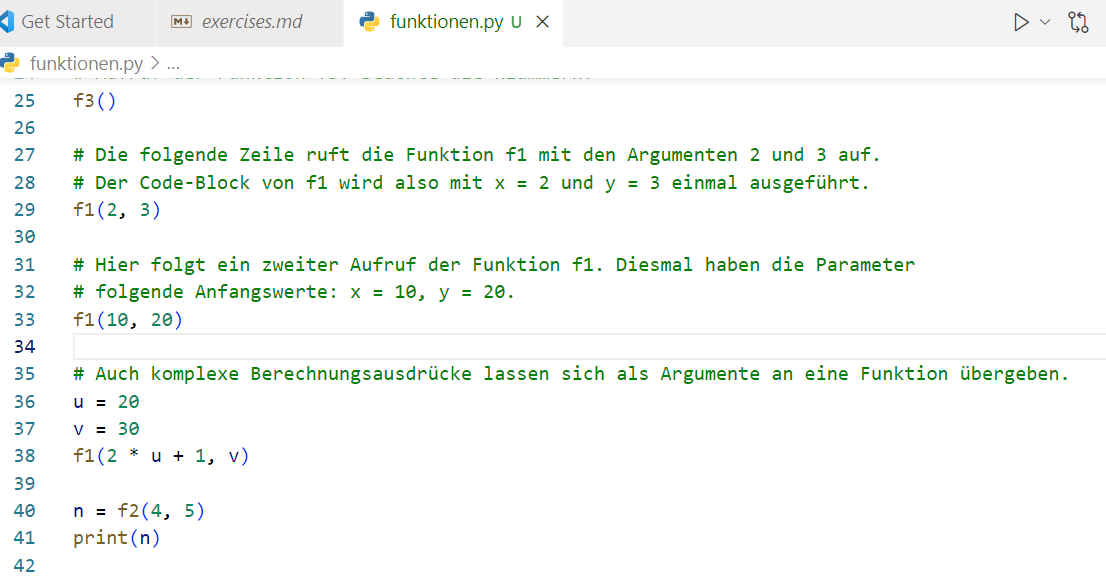 Get Started exercises.md funktionen.py U
funktionen.py > ...
25 f3()
26
27 # Die folgende Zeile ruft die Funktion f1 mit den Argumenten 2 und 3 auf.
28 # Der Code-Block von f1 wird also mit x = 2 und y = 3 einmal ausgeführt.
29 f1(2, 3)
30
31 # Hier folgt ein zweiter Aufruf der Funktion f1. Diesmal haben die Parameter
32 # folgende Anfangswerte: x = 10, y = 20.
33 f1(10, 20)
34
35 # Auch komplexe Berechnungsausdrücke lassen sich als Argumente an eine Funktion übergeben.
36 u = 20
37 v = 30
38 f1(2 * u + 1, v)
39
40 n = f2(4, 5)
41 print(n)
42